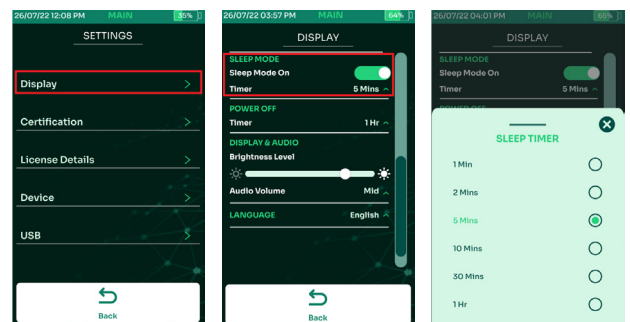 26/07/22 12:08 PM MAIN 35%
SETTINGS
Display
Certification
License Details
Device
USB
Back
26/07/22 03:57 PM MAIN 64%
DISPLAY
SLEEP MODE
Sleep Mode On
Timer 5 Mins
POWER OFF
Timer 1 Hr
DISPLAY & AUDIO
Brightness Level
Audio Volume Mid
LANGUAGE English
Back
26/07/22 04:01 PM MAIN 65%
DISPLAY
SLEEP MODE
Sleep Mode On
Timer 5 Mins
POWER OFF
SLEEP TIMER
1 Min
2 Mins
5 Mins
10 Mins
30 Mins
1 Hr